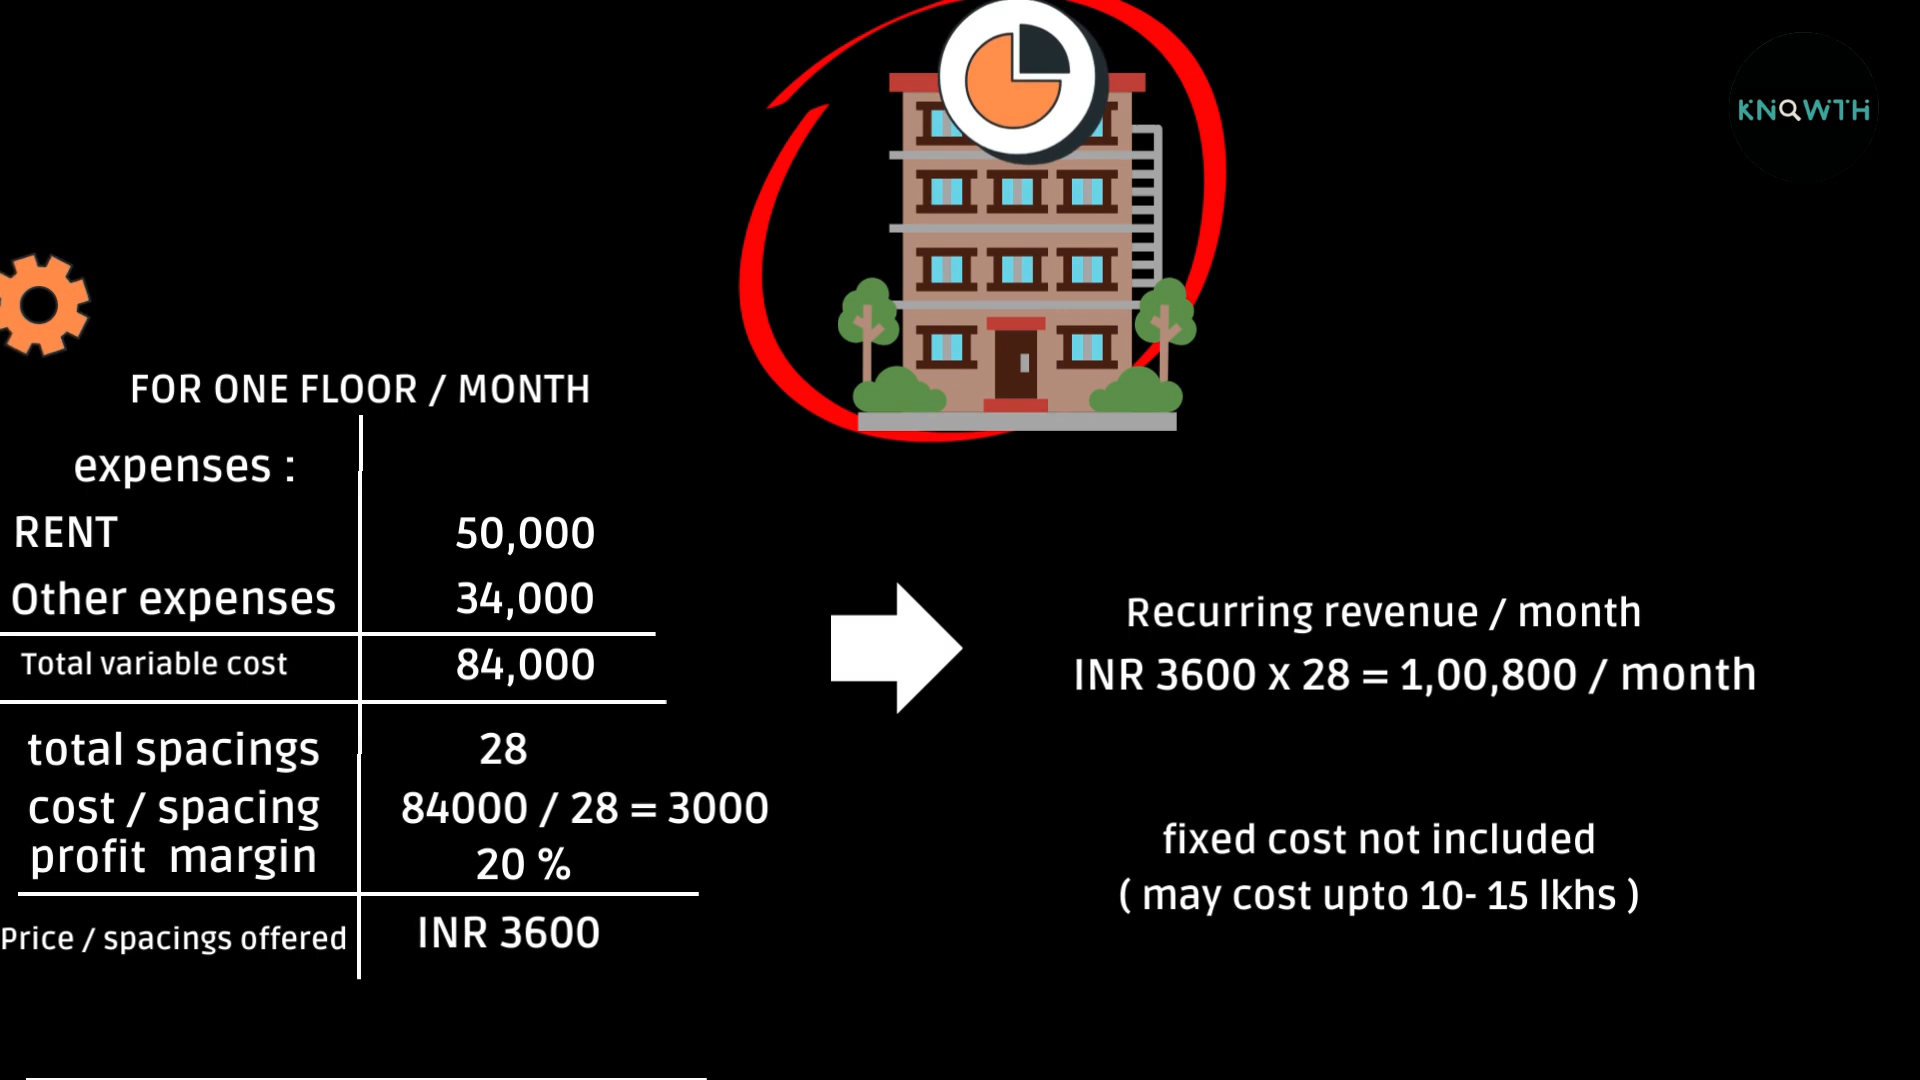 KNOWTH
FOR ONE FLOOR / MONTH
expenses :
RENT 50,000
Other expenses 34,000
Total variable cost 84,000
total spacings 28
cost / spacing 84000 / 28 = 3000
profit margin 20 %
Price / spacings offered INR 3600
Recurring revenue / month
INR 3600 x 28 = 1,00,800 / month
fixed cost not included
( may cost upto 10- 15 lkhs )